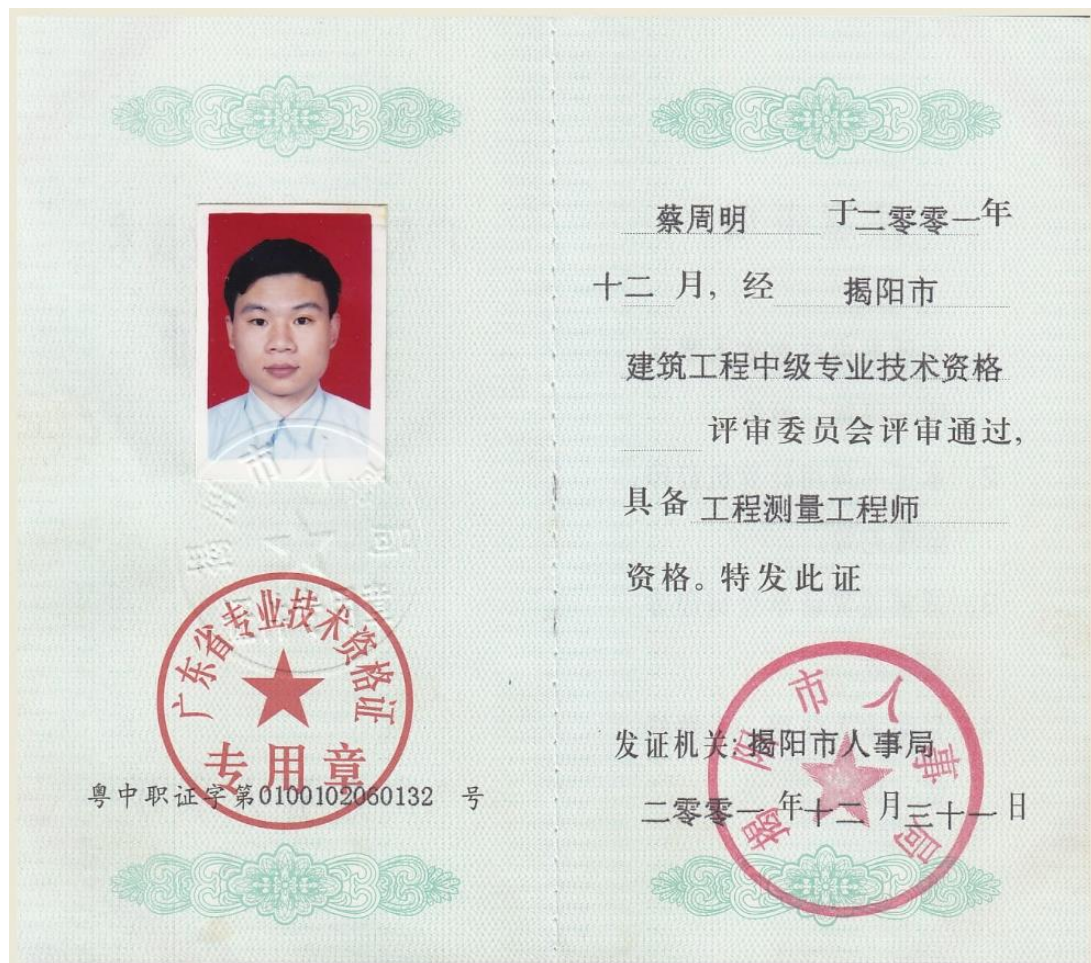 广东省专业技术资格证
专用章
粤中职证字第0100102060132 号
蔡周明 于二零零一年
十二 月，经 揭阳市
建筑工程中级专业技术资格
评审委员会评审通过，
具备 工程测量工程师
资格。特发此证
发证机关：揭阳市人事局
二零零一 年十二 月三十一日
揭阳市人事局